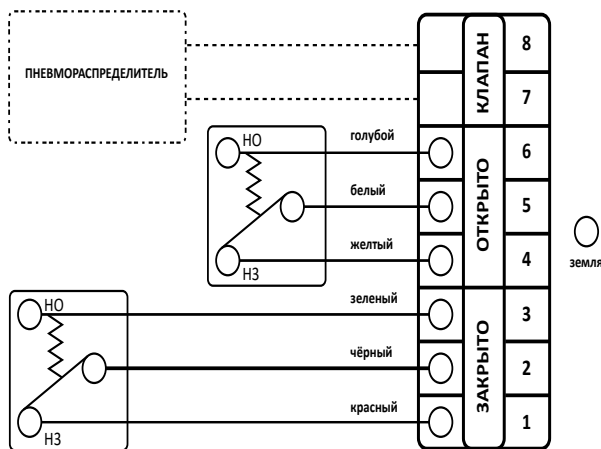 ПНЕВМОРАСПРЕДЕЛИТЕЛЬ
КЛАПАН
8
7
НО
голубой
6
белый
5
ОТКРЫТО
желтый
4
НЗ
земля
НО
зеленый
3
чёрный
2
ЗАКРЫТО
красный
1
НЗ